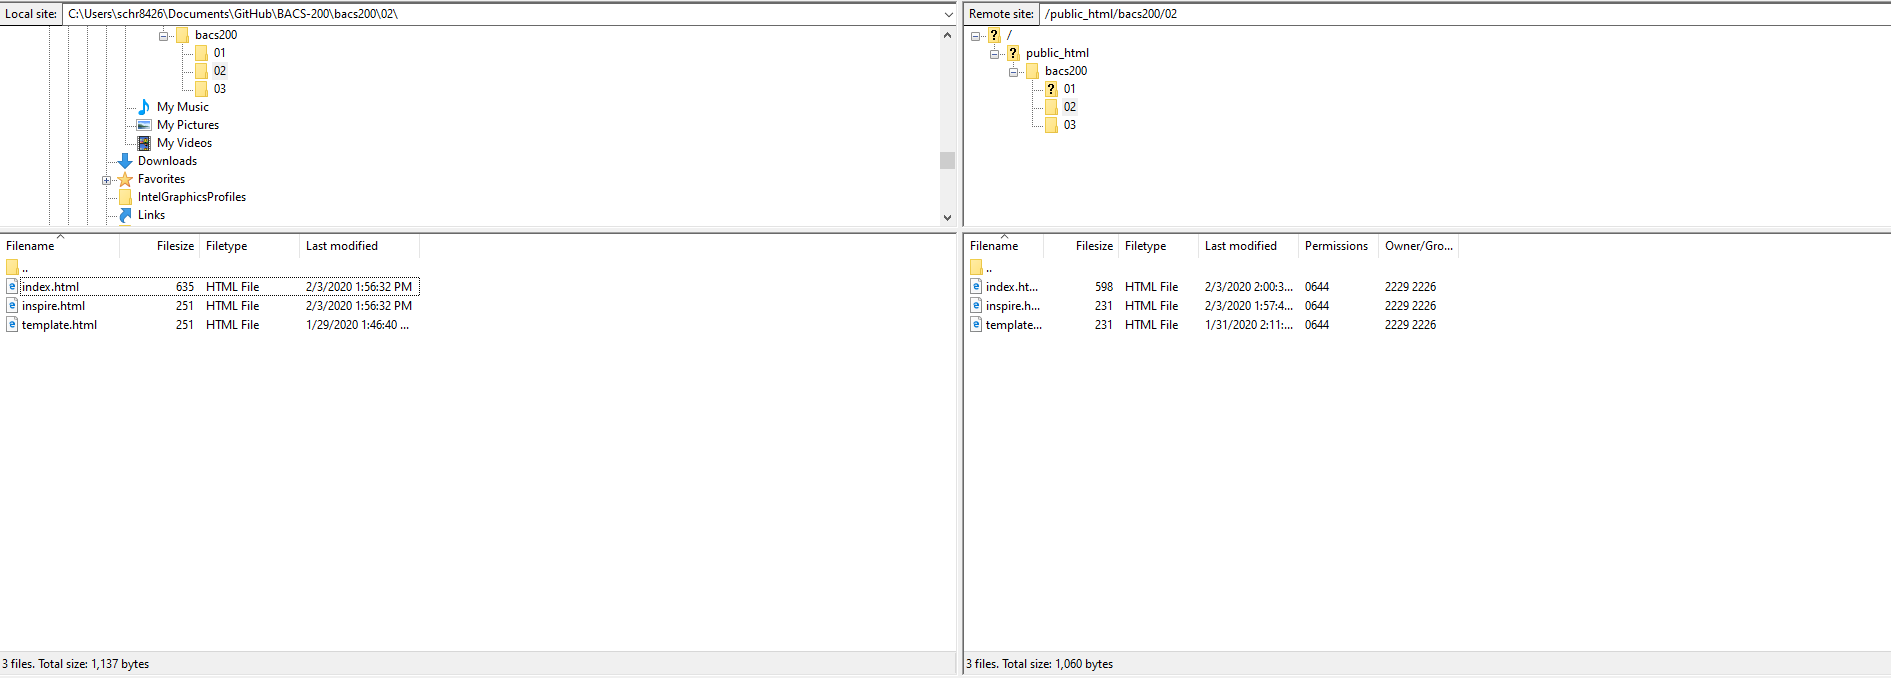 Local site: C:\Users\schr8426\Documents\GitHub\BACS-200\bacs200\02\
bacs200
01
02
03
My Music
My Pictures
My Videos
Downloads
Favorites
IntelGraphicsProfiles
Links
Filename Filesize Filetype Last modified
..
index.html 635 HTML File 2/3/2020 1:56:32 PM
inspire.html 251 HTML File 2/3/2020 1:56:32 PM
template.html 251 HTML File 1/29/2020 1:46:40 ...
3 files. Total size: 1,137 bytes
Remote site: /public_html/bacs200/02
? /
? public_html
bacs200
? 01
02
03
Filename Filesize Filetype Last modified Permissions Owner/Gro...
..
index.ht... 598 HTML File 2/3/2020 2:00:3... 0644 2229 2226
inspire.h... 231 HTML File 2/3/2020 1:57:4... 0644 2229 2226
template... 231 HTML File 1/31/2020 2:11:... 0644 2229 2226
3 files. Total size: 1,060 bytes